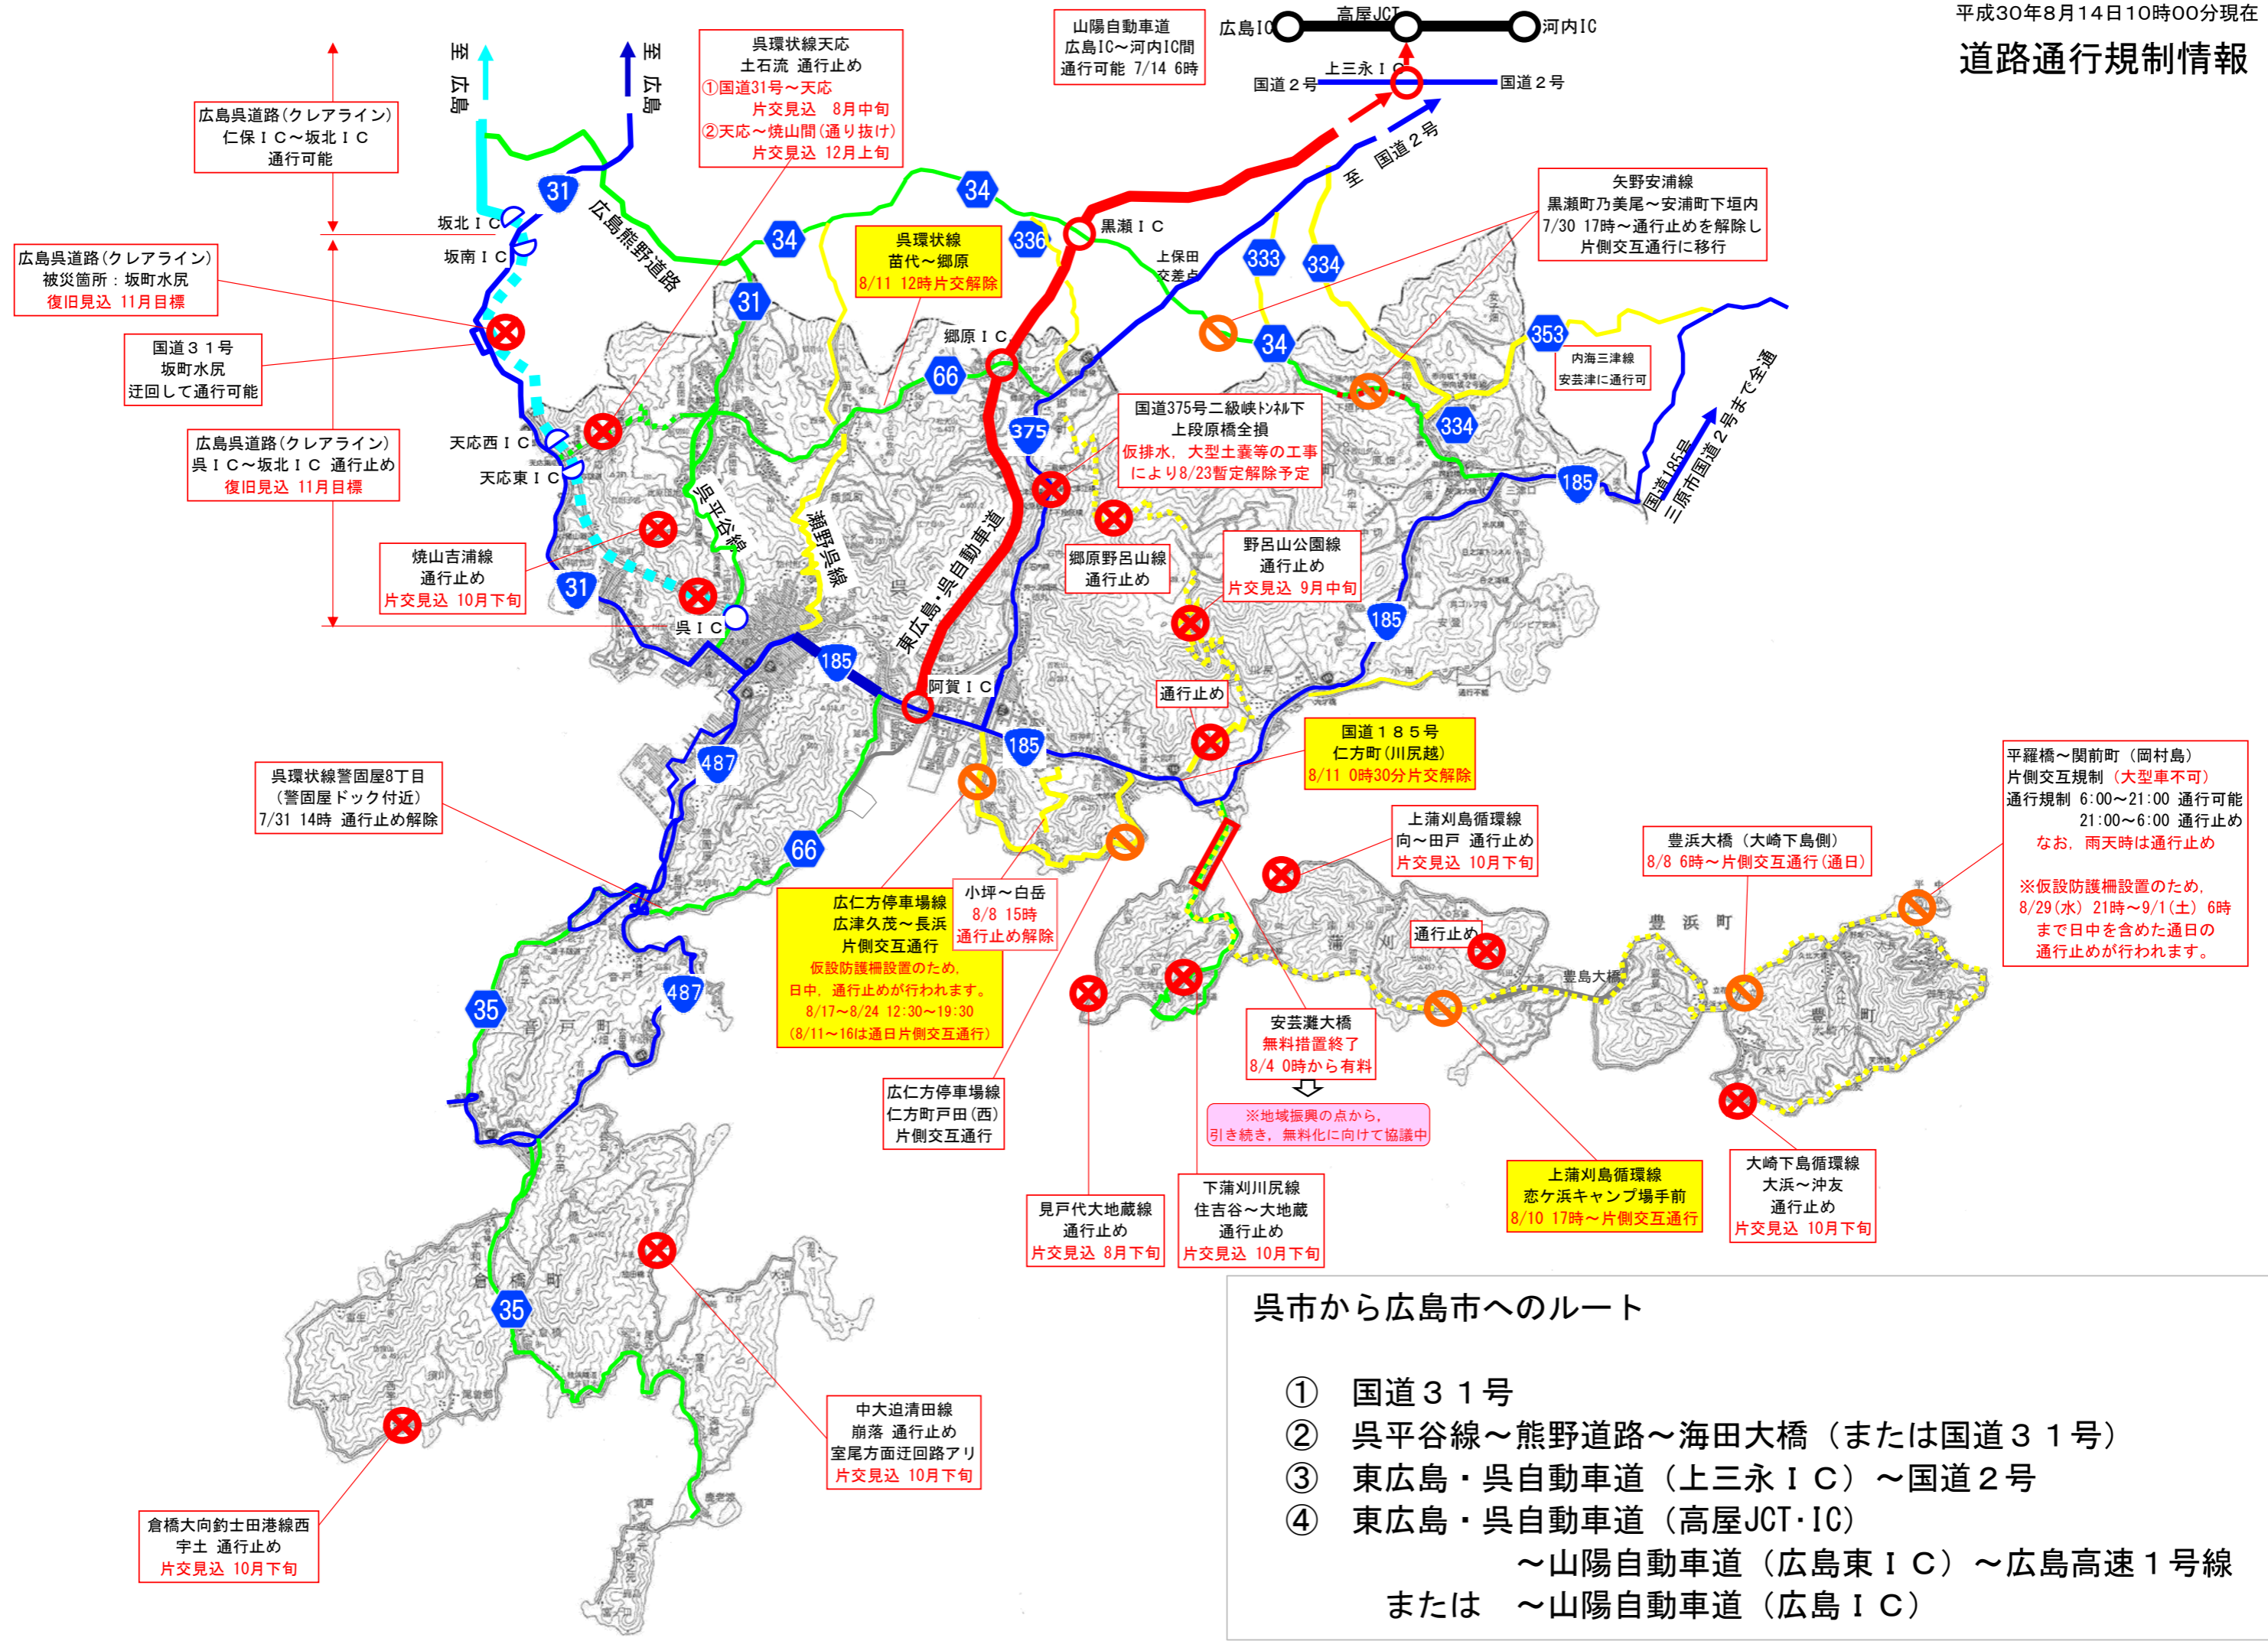 平成30年8月14日10時00分現在
道路通行規制情報
山陽自動車道
広島IC～河内IC間
通行可能 7/14 6時
広島IC
高屋JCT
河内IC
国道２号
上三永ＩＣ
国道２号
至 国道２号
至 広島
至 広島
広島呉道路(クレアライン)
仁保ＩＣ～坂北ＩＣ
通行可能
呉環状線天応
土石流 通行止め
①国道31号～天応
片交見込 8月中旬
②天応～焼山間(通り抜け)
片交見込 12月上旬
31
坂北ＩＣ
坂南ＩＣ
広島熊野道路
34
34
31
呉環状線
苗代～郷原
8/11 12時片交解除
336
黒瀬ＩＣ
上保田
交差点
333
334
矢野安浦線
黒瀬町乃美尾～安浦町下垣内
7/30 17時～通行止めを解除し
片側交互通行に移行
広島呉道路(クレアライン)
被災箇所：坂町水尻
復旧見込 11月目標
国道３１号
坂町水尻
迂回して通行可能
広島呉道路(クレアライン)
呉ＩＣ～坂北ＩＣ 通行止め
復旧見込 11月目標
郷原ＩＣ
66
34
353
内海三津線
安芸津に通行可
334
国道185号
三原市国道２号まで全通
185
天応西ＩＣ
天応東ＩＣ
375
国道375号二級峡ﾄﾝﾈﾙ下
上段原橋全損
仮排水，大型土嚢等の工事
により8/23暫定解除予定
呉平谷線
瀬野呉線
東広島・呉自動車道
呉
焼山吉浦線
通行止め
片交見込 10月下旬
31
呉ＩＣ
郷原野呂山線
通行止め
野呂山公園線
通行止め
片交見込 9月中旬
185
185
阿賀ＩＣ
通行止め
通行不能
185
487
国道１８５号
仁方町(川尻越)
8/11 0時30分片交解除
呉環状線警固屋8丁目
(警固屋ドック付近)
7/31 14時 通行止め解除
66
広仁方停車場線
広津久茂～長浜
片側交互通行
仮設防護柵設置のため，
日中，通行止めが行われます。
8/17～8/24 12:30～19:30
(8/11～16は通日片側交互通行)
小坪～白岳
8/8 15時
通行止め解除
上蒲刈島循環線
向～田戸 通行止め
片交見込 10月下旬
豊浜大橋（大崎下島側）
8/8 6時～片側交互通行(通日)
平羅橋～関前町（岡村島）
片側交互規制（大型車不可）
通行規制 6:00～21:00 通行可能
21:00～6:00 通行止め
なお，雨天時は通行止め
※仮設防護柵設置のため，
8/29(水) 21時～9/1(土) 6時
まで日中を含めた通日の
通行止めが行われます。
通行止め
蒲刈
豊浜町
豊島大橋
豊町
35
音戸町
487
広仁方停車場線
仁方町戸田(西)
片側交互通行
安芸灘大橋
無料措置終了
8/4 0時から有料
※地域振興の点から，
引き続き，無料化に向けて協議中
見戸代大地蔵線
通行止め
片交見込 8月下旬
下蒲刈川尻線
住吉谷～大地蔵
通行止め
片交見込 10月下旬
上蒲刈島循環線
恋ケ浜キャンプ場手前
8/10 17時～片側交互通行
大崎下島循環線
大浜～沖友
通行止め
片交見込 10月下旬
倉橋町
35
中大迫清田線
崩落 通行止め
室尾方面迂回路アリ
片交見込 10月下旬
倉橋大向釣士田港線西
宇土 通行止め
片交見込 10月下旬
呉市から広島市へのルート
① 国道３１号
② 呉平谷線～熊野道路～海田大橋（または国道３１号）
③ 東広島・呉自動車道（上三永ＩＣ）～国道２号
④ 東広島・呉自動車道（高屋JCT･IC）
～山陽自動車道（広島東ＩＣ）～広島高速１号線
または ～山陽自動車道（広島ＩＣ）